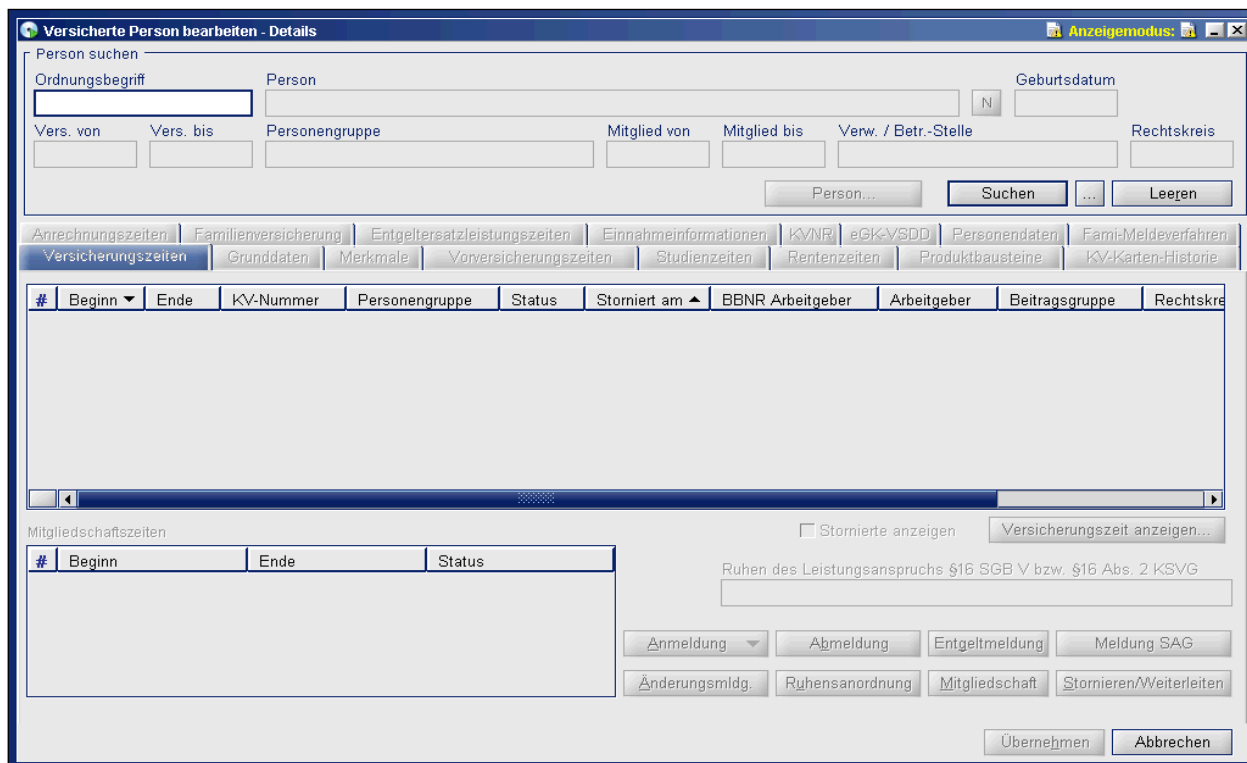 Versicherte Person bearbeiten - Details Anzeigemodus:
Person suchen
Ordnungsbegriff Person Geburtsdatum
N
Vers. von Vers. bis Personengruppe Mitglied von Mitglied bis Verw. / Betr.-Stelle Rechtskreis
Person... Suchen ... Leeren
Anrechnungszeiten Familienversicherung Entgeltersatzleistungszeiten Einnahmeinformationen KVNR eGK-VSDD Personendaten Fami-Meldeverfahren
Versicherungszeiten Grunddaten Merkmale Vorversicherungszeiten Studienzeiten Rentenzeiten Produktbausteine KV-Karten-Historie
# Beginn Ende KV-Nummer Personengruppe Status Storniert am BBNR Arbeitgeber Arbeitgeber Beitragsgruppe Rechtskre
Mitgliedschaftszeiten Stornierte anzeigen Versicherungszeit anzeigen...
# Beginn Ende Status
Ruhen des Leistungsanspruchs §16 SGB V bzw. §16 Abs. 2 KSVG
Anmeldung Abmeldung Entgeltmeldung Meldung SAG
Änderungsmldg. Ruhensanordnung Mitgliedschaft Stornieren/Weiterleiten
Übernehmen Abbrechen